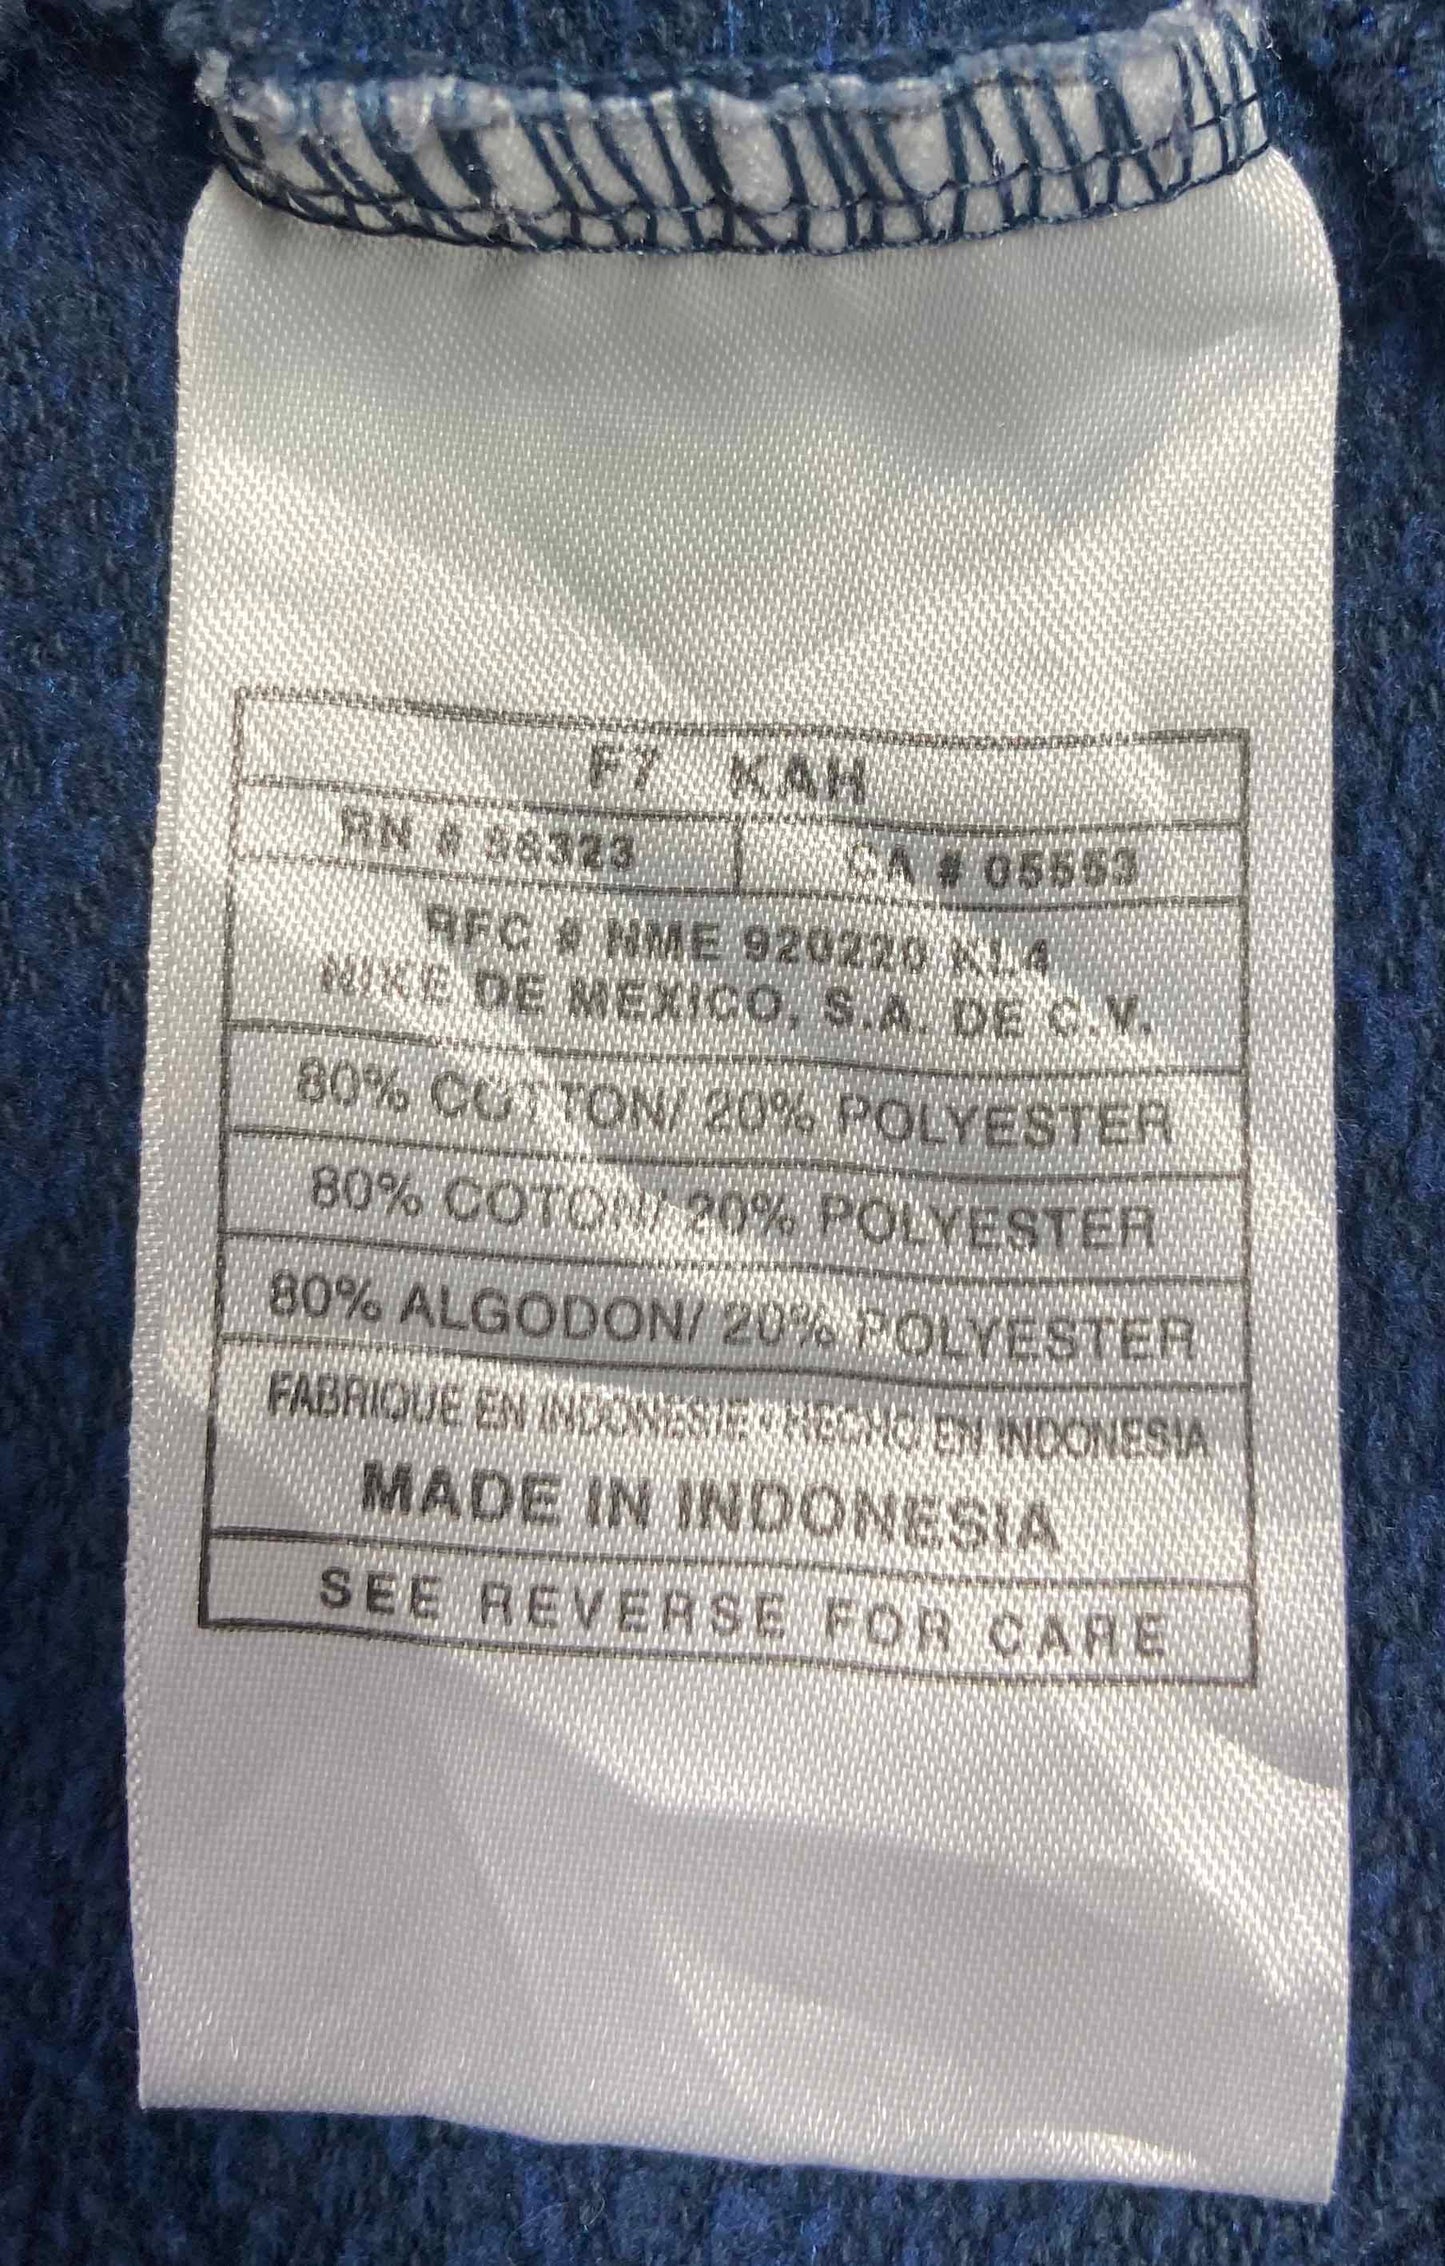 F7 KAH
RN # 38323 CA # 05553
RFC # NME 920220 KL4
NIKE DE MEXICO, S.A. DE C.V.
80% COTTON/ 20% POLYESTER
80% COTON/ 20% POLYESTER
80% ALGODON/ 20% POLYESTER
FABRIQUE EN INDONESIE · HECHO EN INDONESIA
MADE IN INDONESIA
SEE REVERSE FOR CARE